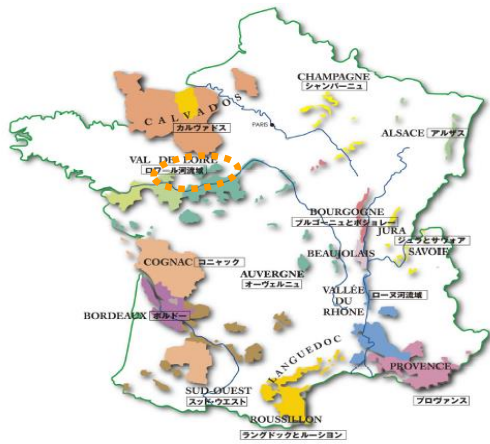 CHAMPAGNE
シャンパーニュ
CALVADOS
カルヴァドス
PARIS
ALSACE アルザス
VAL DE LOIRE
ロワール河流域
BOURGOGNE
ブルゴーニュとボジョレー
JURA
ジュラとサヴォア
SAVOIE
BEAUJOLAIS
COGNAC コニャック
AUVERGNE
オーヴェルニュ
VALLÉE
DU
RHÔNE
ローヌ河流域
BORDEAUX ボルドー
LANGUEDOC
PROVENCE
プロヴァンス
SUD-OUEST
スッド・ウエスト
ROUSSILLON
ラングドックとルーション